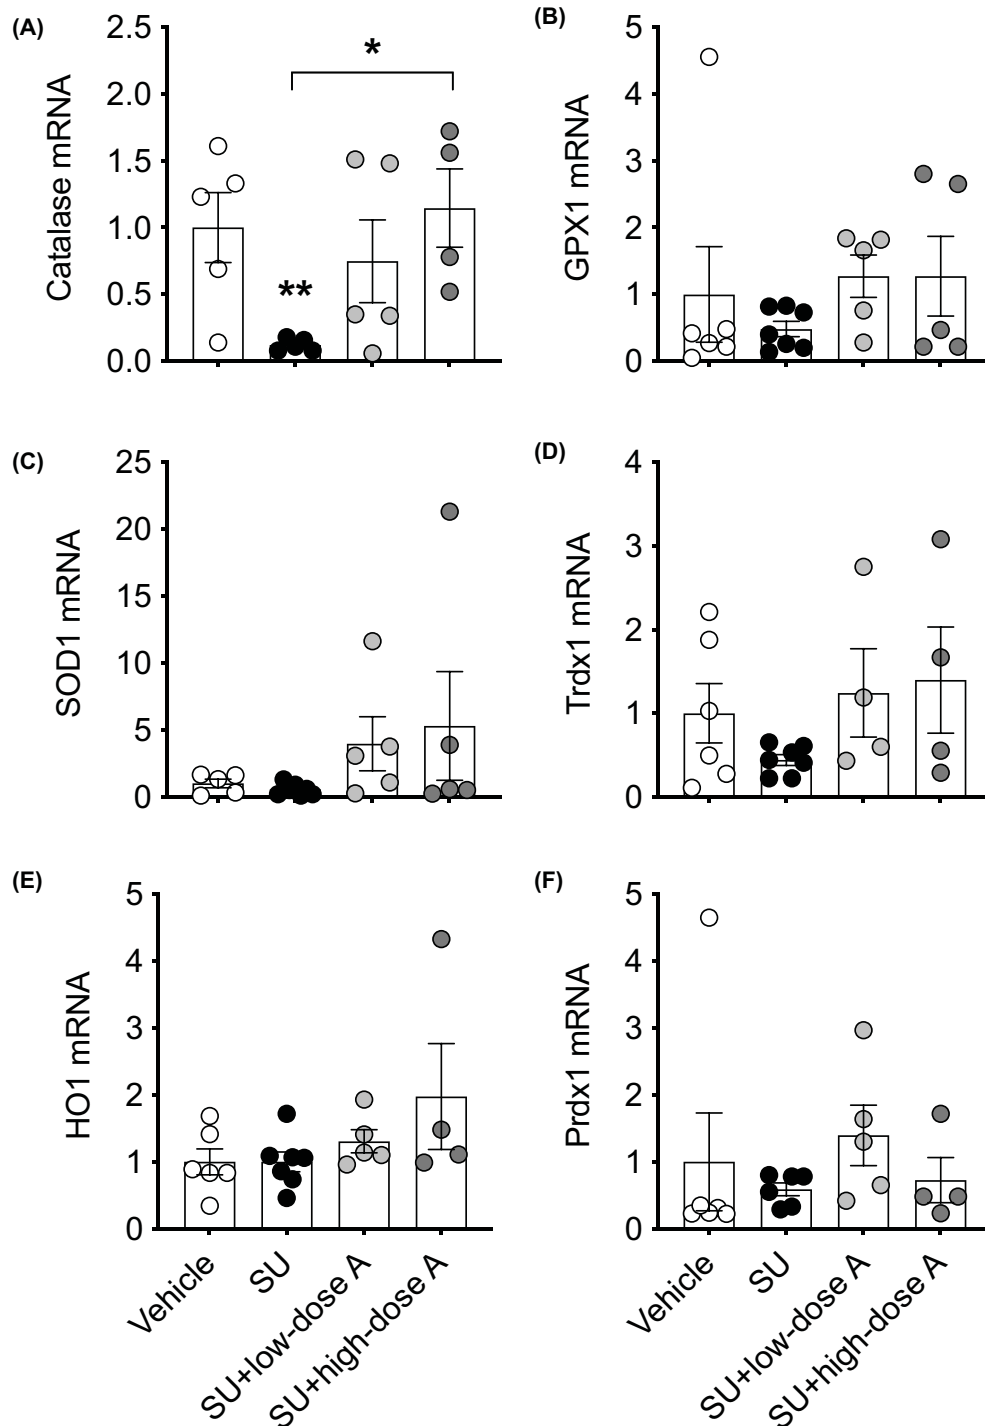 (A)
Catalase mRNA
2.5
2.0
1.5
1.0
0.5
0.0
*
**
(B)
GPX1 mRNA
5
4
3
2
1
0
(C)
SOD1 mRNA
25
20
15
10
5
0
(D)
Trdx1 mRNA
4
3
2
1
0
(E)
HO1 mRNA
5
4
3
2
1
0
Vehicle
SU
SU+low-dose A
SU+high-dose A
(F)
Prdx1 mRNA
5
4
3
2
1
0
Vehicle
SU
SU+low-dose A
SU+high-dose A